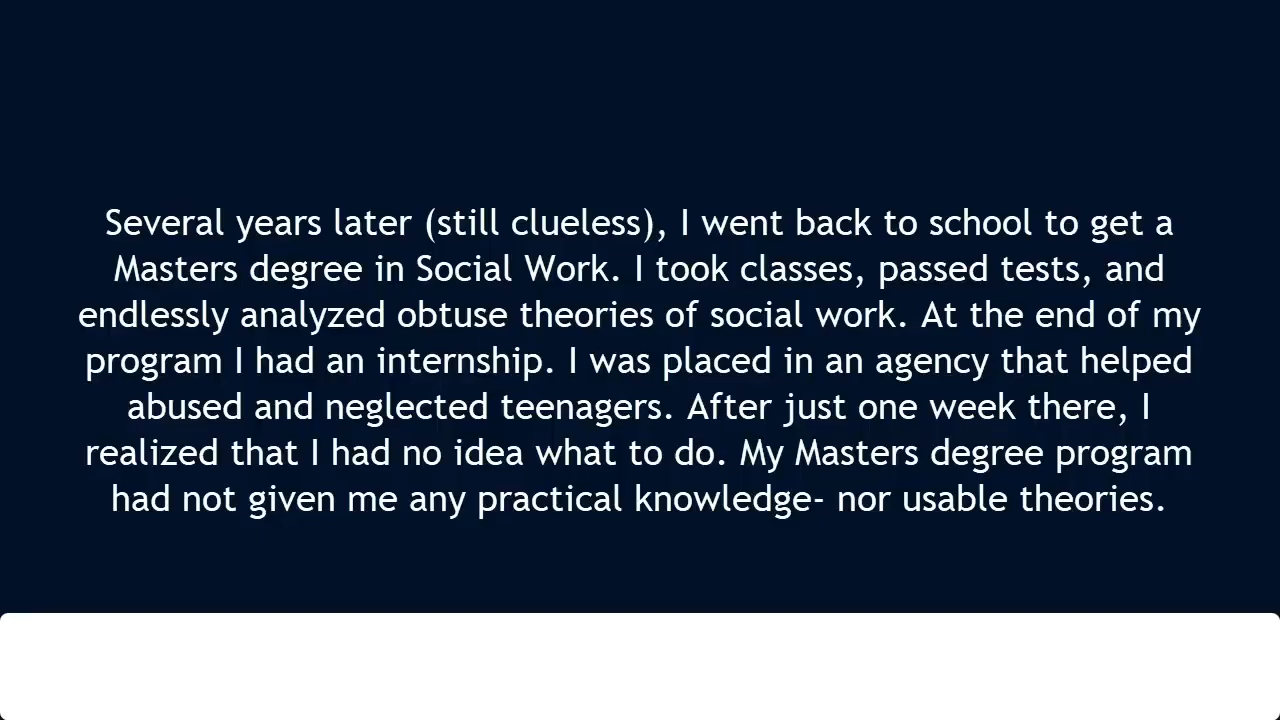 Several years later (still clueless), I went back to school to get a
Masters degree in Social Work. I took classes, passed tests, and
endlessly analyzed obtuse theories of social work. At the end of my
program I had an internship. I was placed in an agency that helped
abused and neglected teenagers. After just one week there, I
realized that I had no idea what to do. My Masters degree program
had not given me any practical knowledge- nor usable theories.